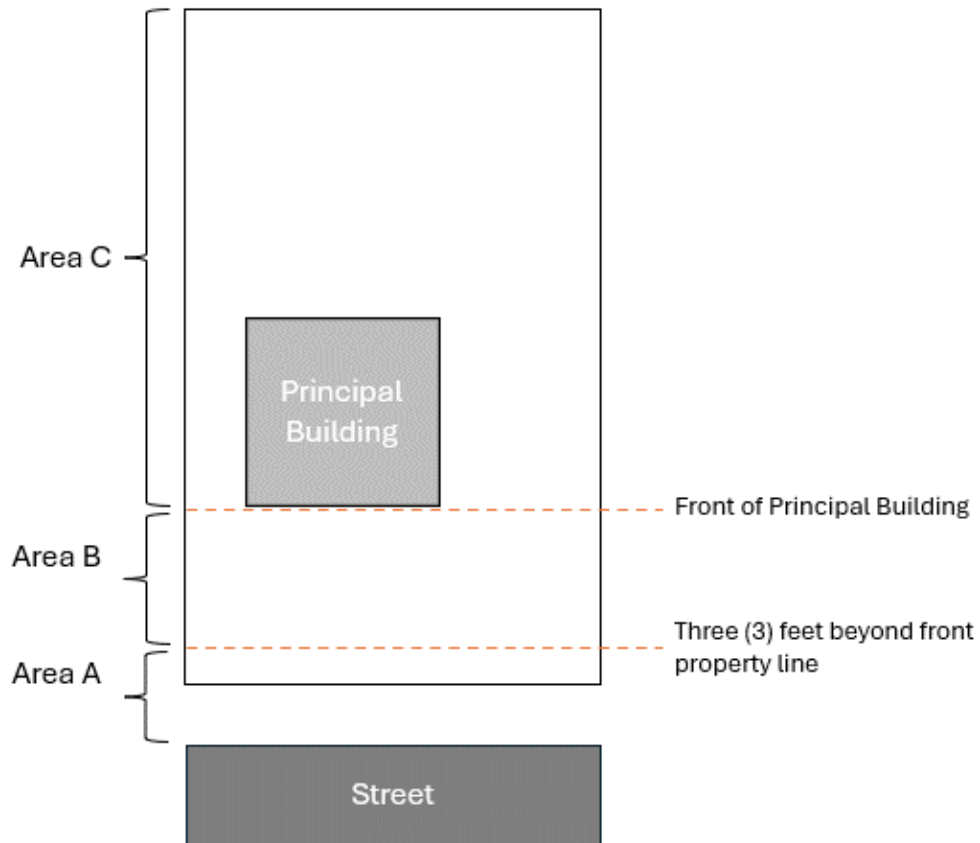 Area C
Principal
Building
Front of Principal Building
Area B
Three (3) feet beyond front
property line
Area A
Street